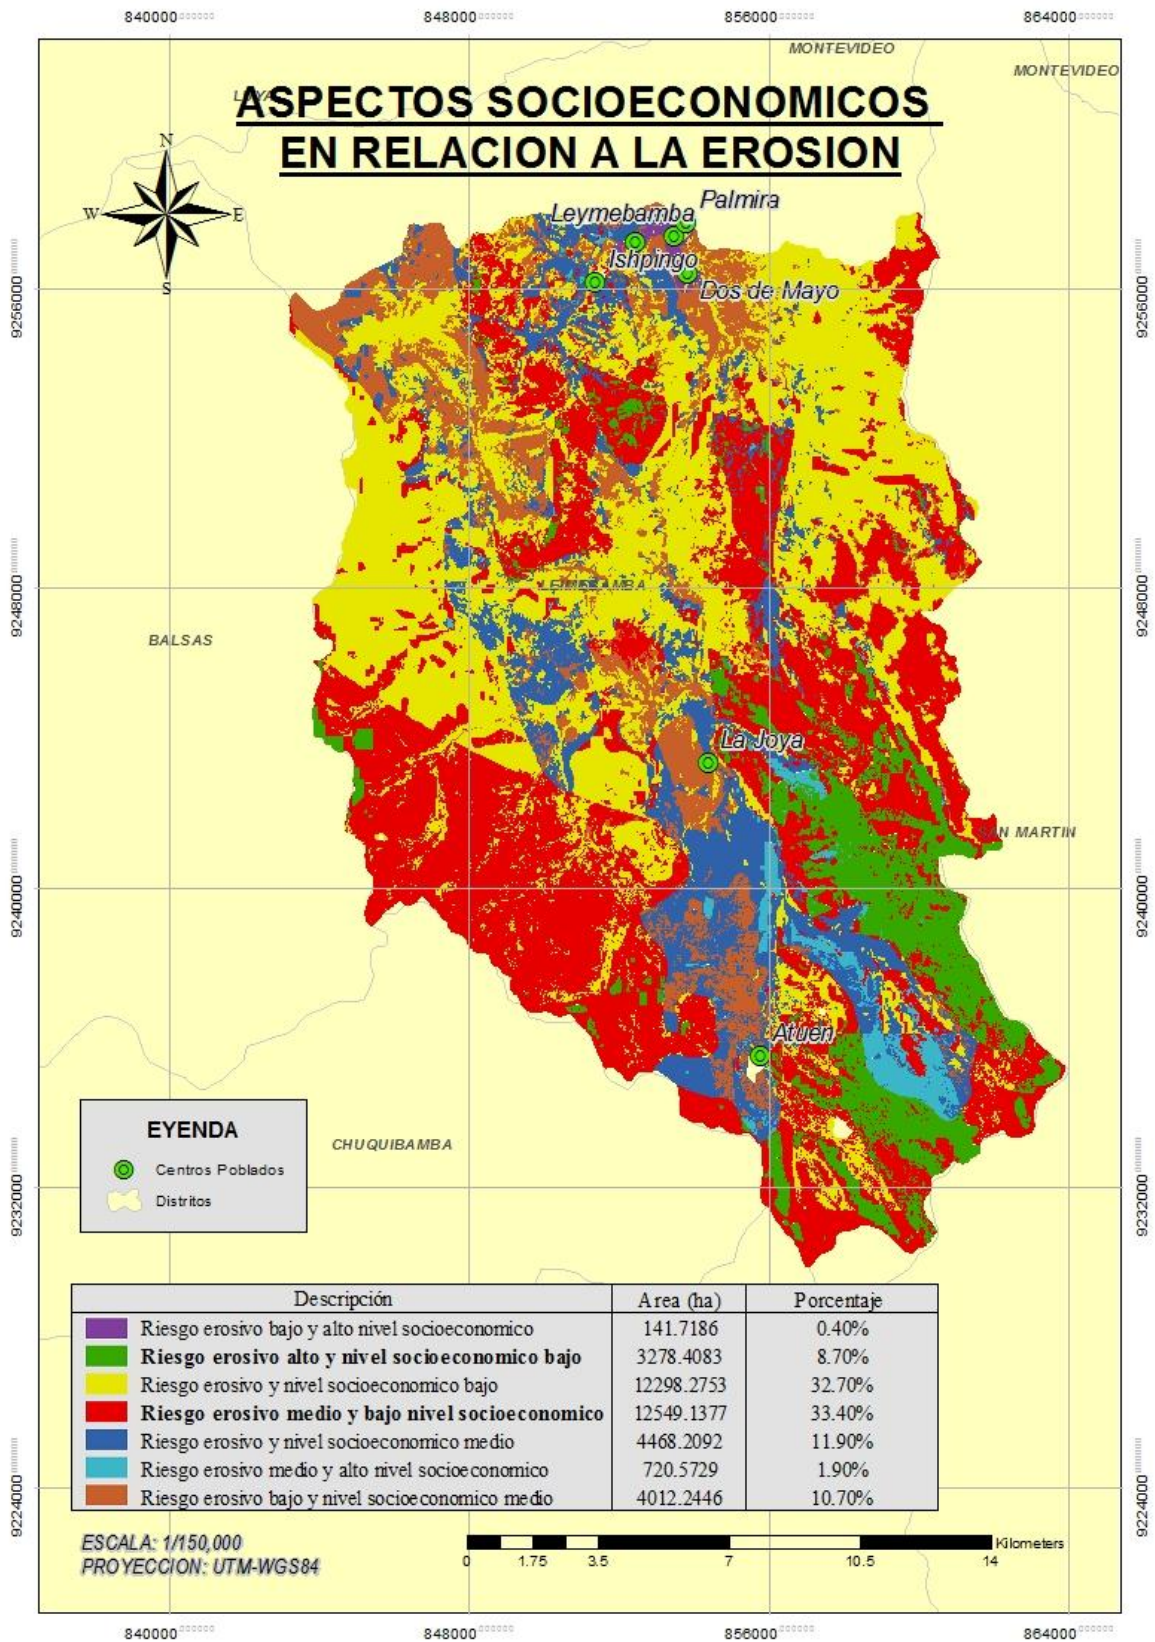 840000 848000 856000 864000
MONTEVIDEO
MONTEVIDEO
ASPECTOS SOCIOECONOMICOS
EN RELACION A LA EROSION
N
W E
S
Palmira
Leymebamba
Ishpingo
Dos de Mayo
9256000 9256000
9248000 9248000
LEIMEBAMBA
BALSAS
La Joya
SAN MARTIN
9240000 9240000
Atuen
EYENDA
Centros Poblados
Distritos
CHUQUIBAMBA
9232000 9232000
Descripción Area (ha) Porcentaje
Riesgo erosivo bajo y alto nivel socioeconomico 141.7186 0.40%
Riesgo erosivo alto y nivel socioeconomico bajo 3278.4083 8.70%
Riesgo erosivo y nivel socioeconomico bajo 12298.2753 32.70%
Riesgo erosivo medio y bajo nivel socioeconomico 12549.1377 33.40%
Riesgo erosivo y nivel socioeconomico medio 4468.2092 11.90%
Riesgo erosivo medio y alto nivel socioeconomico 720.5729 1.90%
Riesgo erosivo bajo y nivel socioeconomico medio 4012.2446 10.70%
9224000 9224000
ESCALA: 1/150,000
PROYECCION: UTM-WGS84
Kilometers
0 1.75 3.5 7 10.5 14
840000 848000 856000 864000